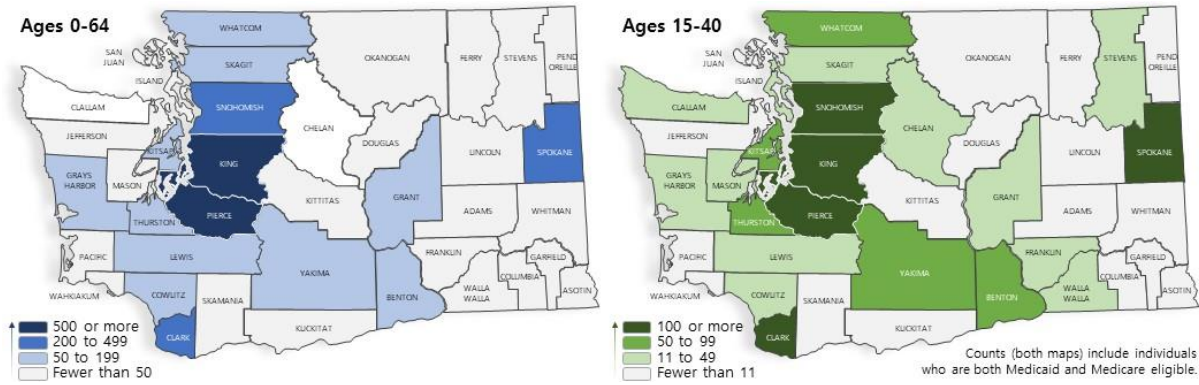 Ages 0-64
WHATCOM
SAN
JUAN
SKAGIT
ISLAND
OKANOGAN
FERRY
STEVENS
PEND
OREILLE
CLALLAM
SNOHOMISH
CHELAN
JEFFERSON
KITSAP
KING
DOUGLAS
LINCOLN
SPOKANE
GRAYS
HARBOR
MASON
KITTITAS
GRANT
THURSTON
PIERCE
ADAMS
WHITMAN
PACIFIC
LEWIS
YAKIMA
FRANKLIN
GARFIELD
COLUMBIA
WAHKIAKUM
COWLITZ
SKAMANIA
BENTON
WALLA
WALLA
ASOTIN
CLARK
KUCKITAT
500 or more
200 to 499
50 to 199
Fewer than 50
Ages 15-40
WHATCOM
SAN
JUAN
SKAGIT
ISLAND
OKANOGAN
FERRY
STEVENS
PEND
OREILLE
CLALLAM
SNOHOMISH
CHELAN
JEFFERSON
KITSAP
KING
DOUGLAS
LINCOLN
SPOKANE
GRAYS
HARBOR
MASON
KITTITAS
GRANT
THURSTON
PIERCE
ADAMS
WHITMAN
PACIFIC
LEWIS
YAKIMA
FRANKLIN
GARFIELD
COLUMBIA
WAHKIAKUM
COWLITZ
SKAMANIA
BENTON
WALLA
WALLA
ASOTIN
CLARK
KUCKITAT
100 or more
50 to 99
11 to 49
Fewer than 11
Counts (both maps) include individuals
who are both Medicaid and Medicare eligible.